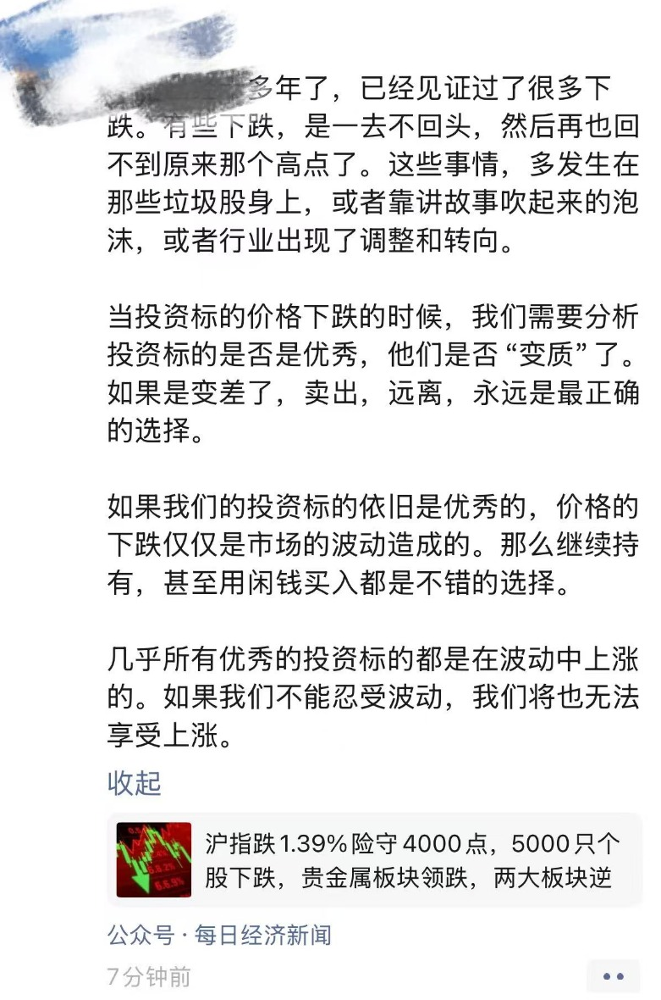 多年了，已经见证过了很多下
跌。有些下跌，是一去不回头，然后再也回
不到原来那个高点了。这些事情，多发生在
那些垃圾股身上，或者靠讲故事吹起来的泡
沫，或者行业出现了调整和转向。
当投资标的价格下跌的时候，我们需要分析
投资标的是否是优秀，他们是否“变质”了。
如果是变差了，卖出，远离，永远是最正确
的选择。
如果我们的投资标的依旧是优秀的，价格的
下跌仅仅是市场的波动造成的。那么继续持
有，甚至用闲钱买入都是不错的选择。
几乎所有优秀的投资标的都是在波动中上涨
的。如果我们不能忍受波动，我们将也无法
享受上涨。
收起
沪指跌1.39%险守4000点，5000只个
股下跌，贵金属板块领跌，两大板块逆
公众号·每日经济新闻
7分钟前